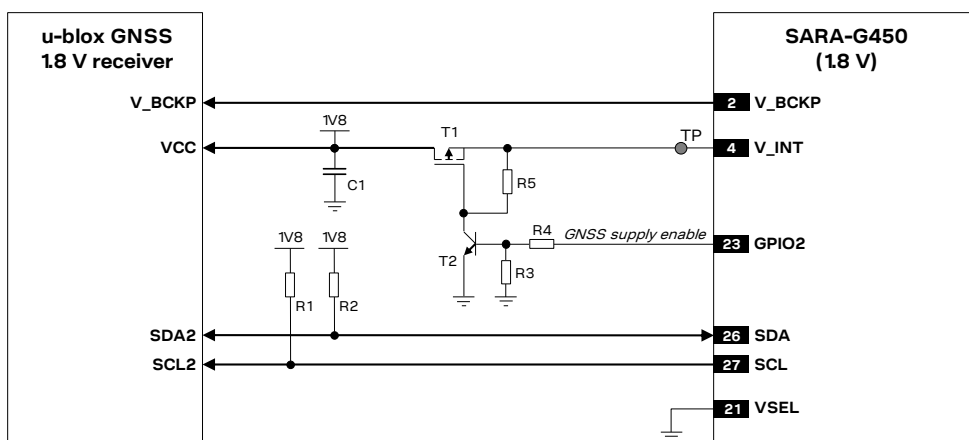 u-blox GNSS
1.8 V receiver
SARA-G450
(1.8 V)
V_BCKP
2 V_BCKP
1V8
T1
TP
VCC
4 V_INT
C1
R5
1V8
1V8
R4
GNSS supply enable
23 GPIO2
T2
R3
R1
R2
SDA2
26 SDA
SCL2
27 SCL
21 VSEL